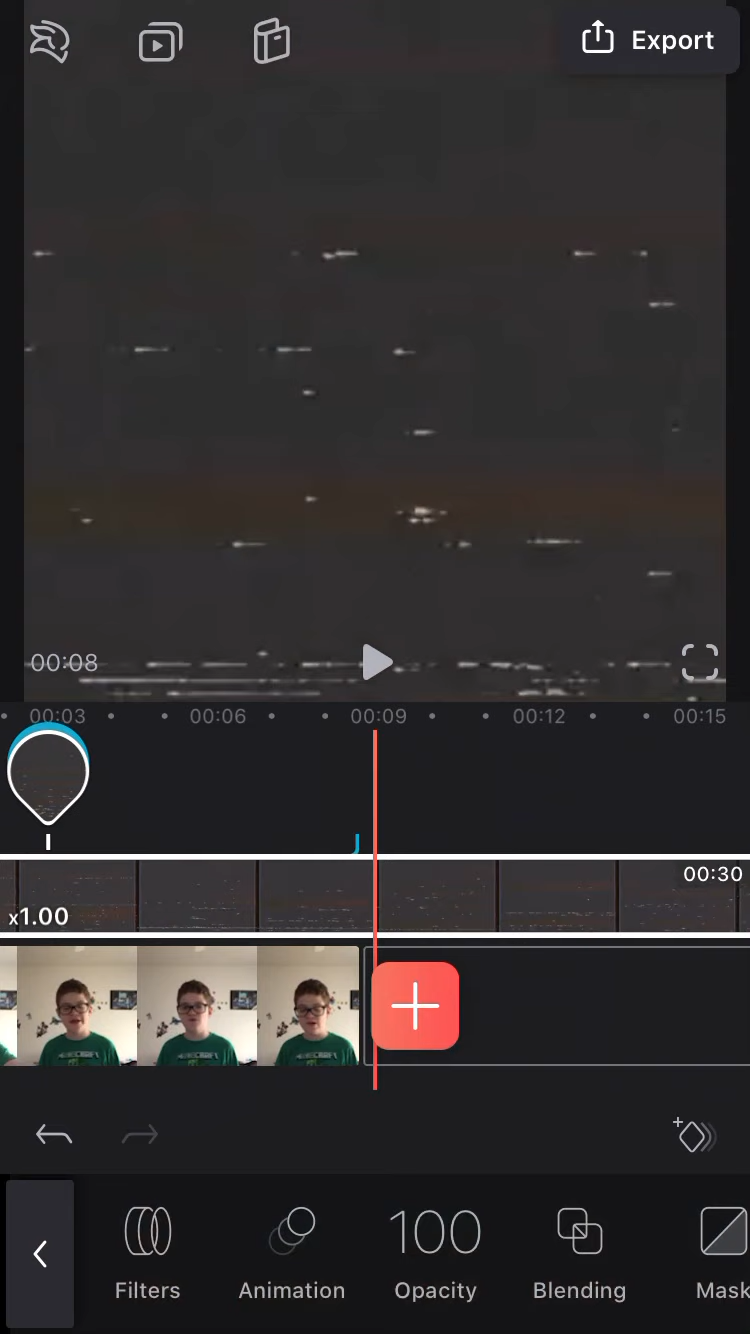 Export
00:08
00:03 00:06 00:09 00:12 00:15
00:30
x1.00
100
Filters Animation Opacity Blending Mask